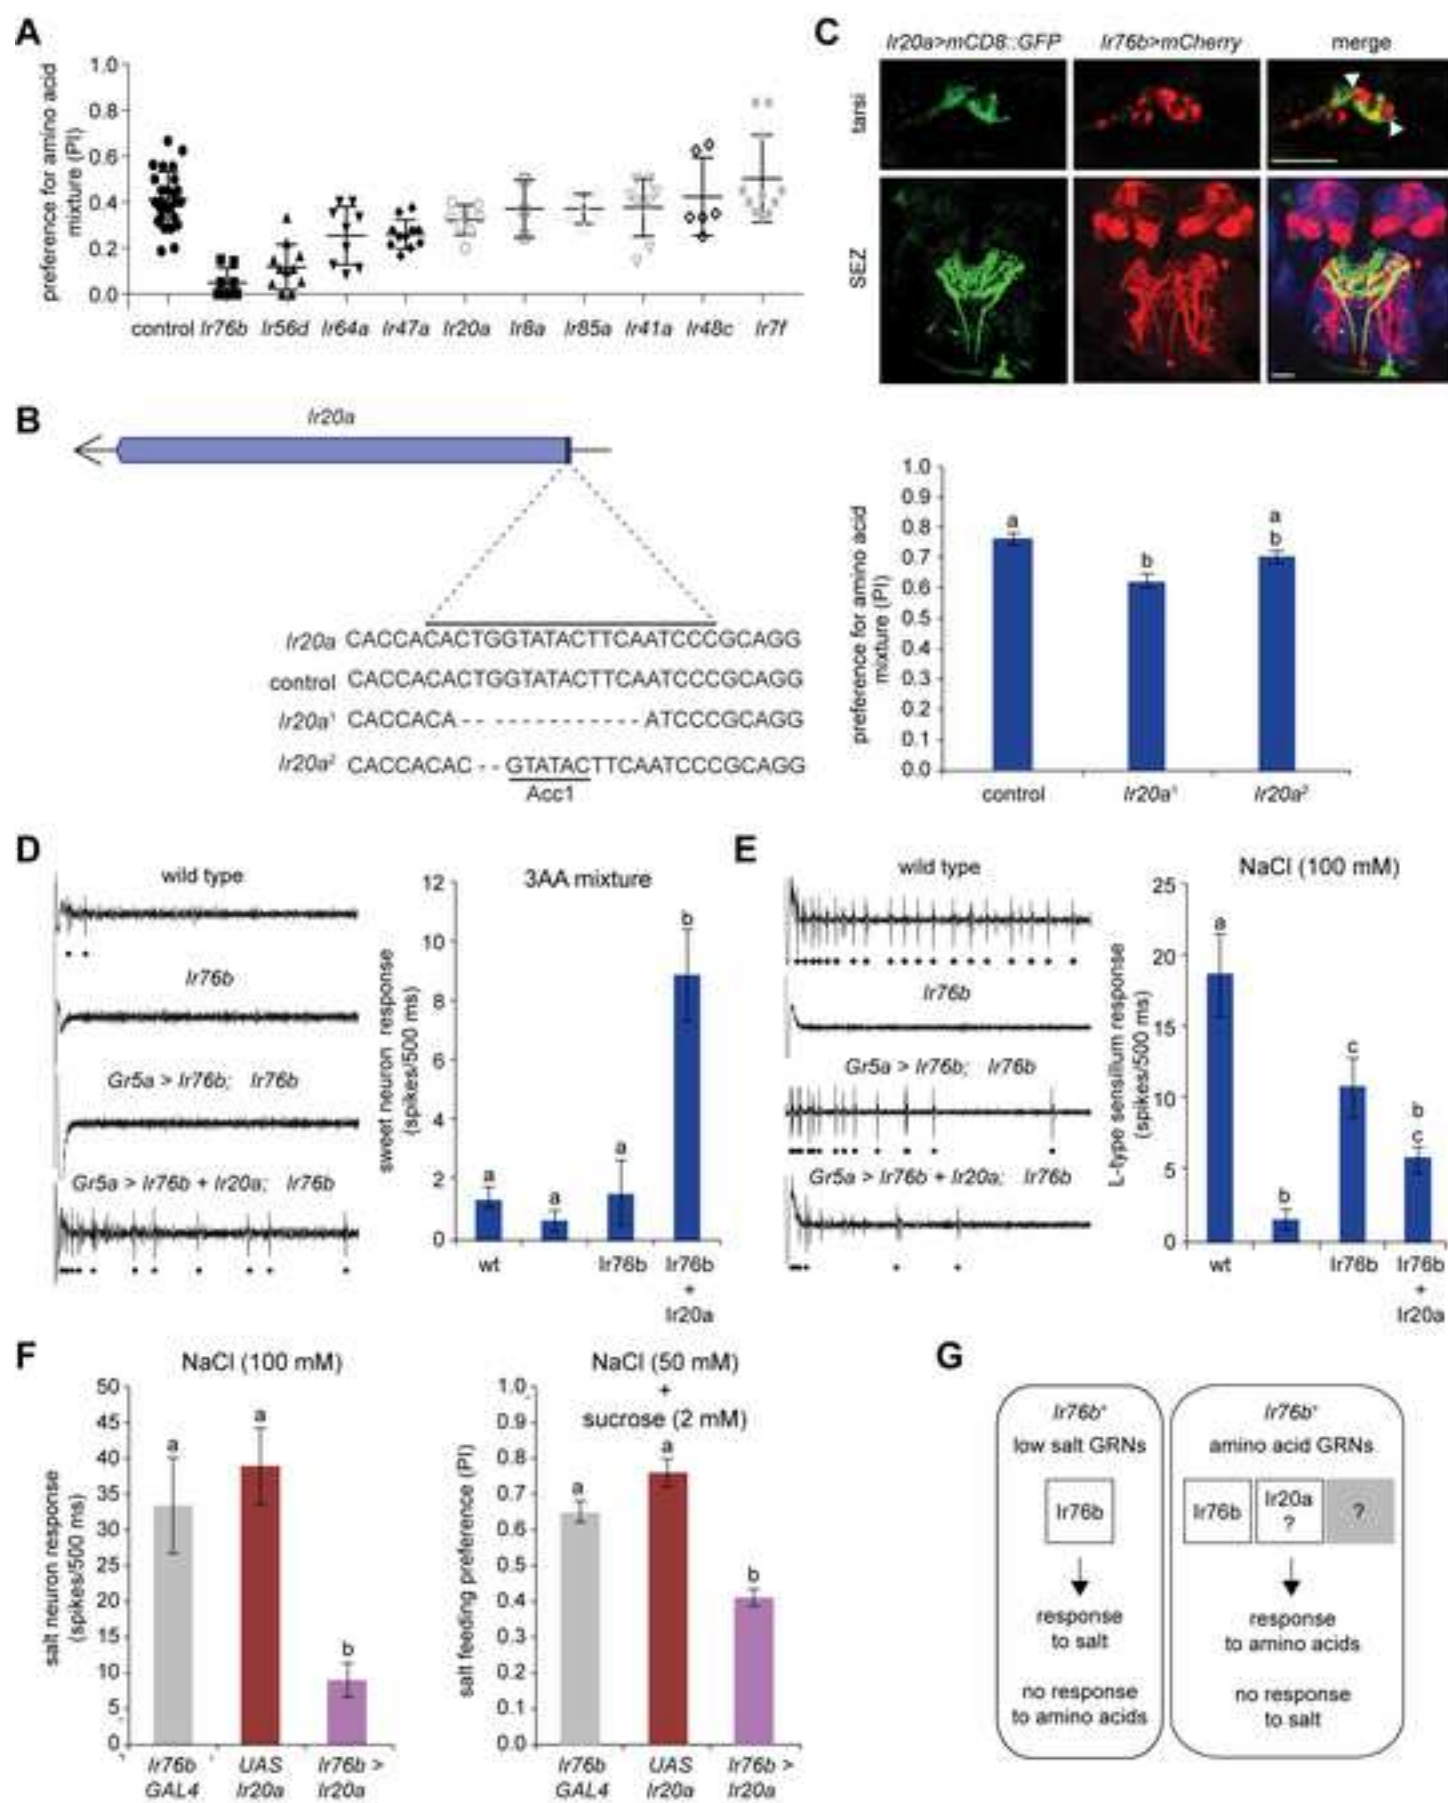 A
preference for amino acid
mixture (PI)
1.0
0.8
0.6
0.4
0.2
0.0
control Ir76b Ir56d Ir64a Ir47a Ir20a Ir8a Ir85a Ir41a Ir48c Ir7f
C
Ir20a>mCD8::GFP Ir76b>mCherry merge
tarsi
SEZ
B
Ir20a
Ir20a CACCACACTGGTATACTTCAATCCCGCAGG
control CACCACACTGGTATACTTCAATCCCGCAGG
Ir20a¹ CACCACA-- ------------ATCCCGCAGG
Ir20a² CACCACAC--GTATACTTCAATCCCGCAGG
Acc1
preference for amino acid
mixture (PI)
1.0
0.9
0.8
0.7
0.6
0.5
0.4
0.3
0.2
0.1
0.0
a
b
a
b
control Ir20a¹ Ir20a²
D
wild type
Ir76b
Gr5a > Ir76b; Ir76b
Gr5a > Ir76b + Ir20a; Ir76b
3AA mixture
sweet neuron response
(spikes/500 ms)
12
10
8
6
4
2
0
a
a
a
b
wt Ir76b Ir76b
+
Ir20a
E
wild type
Ir76b
Gr5a > Ir76b; Ir76b
Gr5a > Ir76b + Ir20a; Ir76b
NaCl (100 mM)
L-type sensillum response
(spikes/500 ms)
25
20
15
10
5
0
a
b
c
b
c
wt Ir76b Ir76b
+
Ir20a
F
NaCl (100 mM)
salt neuron response
(spikes/500 ms)
50
45
40
35
30
25
20
15
10
5
0
a
a
b
Ir76b UAS Ir76b >
GAL4 Ir20a Ir20a
NaCl (50 mM)
+
sucrose (2 mM)
salt feeding preference (PI)
1.0
0.9
0.8
0.7
0.6
0.5
0.4
0.3
0.2
0.1
0.0
a
a
b
Ir76b UAS Ir76b >
GAL4 Ir20a Ir20a
G
Ir76b⁺
low salt GRNs
Ir76b
response
to salt
no response
to amino acids
Ir76b⁺
amino acid GRNs
Ir76b
Ir20a
?
?
response
to amino acids
no response
to salt